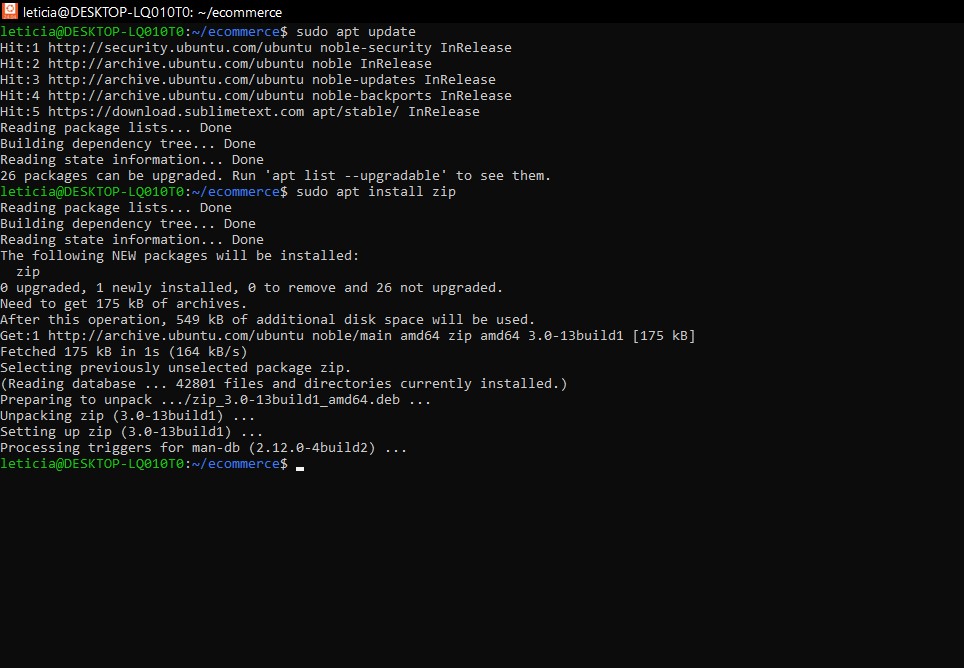 leticia@DESKTOP-LQ010T0: ~/ecommerce
leticia@DESKTOP-LQ010T0:~/ecommerce$ sudo apt update
Hit:1 http://security.ubuntu.com/ubuntu noble-security InRelease
Hit:2 http://archive.ubuntu.com/ubuntu noble InRelease
Hit:3 http://archive.ubuntu.com/ubuntu noble-updates InRelease
Hit:4 http://archive.ubuntu.com/ubuntu noble-backports InRelease
Hit:5 https://download.sublimetext.com apt/stable/ InRelease
Reading package lists... Done
Building dependency tree... Done
Reading state information... Done
26 packages can be upgraded. Run 'apt list --upgradable' to see them.
leticia@DESKTOP-LQ010T0:~/ecommerce$ sudo apt install zip
Reading package lists... Done
Building dependency tree... Done
Reading state information... Done
The following NEW packages will be installed:
  zip
0 upgraded, 1 newly installed, 0 to remove and 26 not upgraded.
Need to get 175 kB of archives.
After this operation, 549 kB of additional disk space will be used.
Get:1 http://archive.ubuntu.com/ubuntu noble/main amd64 zip amd64 3.0-13build1 [175 kB]
Fetched 175 kB in 1s (164 kB/s)
Selecting previously unselected package zip.
(Reading database ... 42801 files and directories currently installed.)
Preparing to unpack .../zip_3.0-13build1_amd64.deb ...
Unpacking zip (3.0-13build1) ...
Setting up zip (3.0-13build1) ...
Processing triggers for man-db (2.12.0-4build2) ...
leticia@DESKTOP-LQ010T0:~/ecommerce$